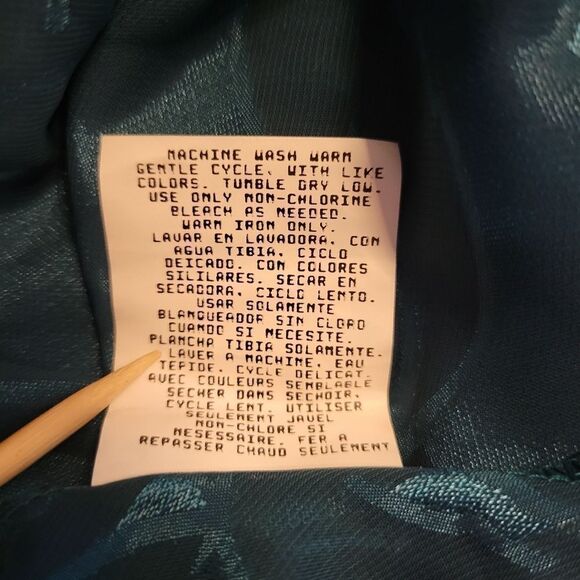 MACHINE WASH WARM
GENTLE CYCLE, WITH LIKE
COLORS. TUMBLE DRY LOW.
USE ONLY NON-CHLORINE
BLEACH AS NEEDED.
WARM IRON ONLY.
LAVAR EN LAVADORA, CON
AGUA TIBIA, CICLO
DEICADO. CON COLORES
SILILARES. SECAR EN
SECADORA, CICLO LENTO.
USAR SOLAMENTE
BLANQUEADOR SIN CLORO
CUANDO SI NECESITE.
PLANCHA TIBIA SOLAMENTE.
LAVER A MACHINE, EAU
TEPIDE, CYCLE DELICAT.
AVEC COULEURS SEMBLABLE
SECHER DANS SECHOIR,
CYCLE LENT. UTILISER
SEULEMENT JAVEL
NON-CHLORE SI
NESESSAIRE. FER A
REPASSER CHAUD SEULEMENT